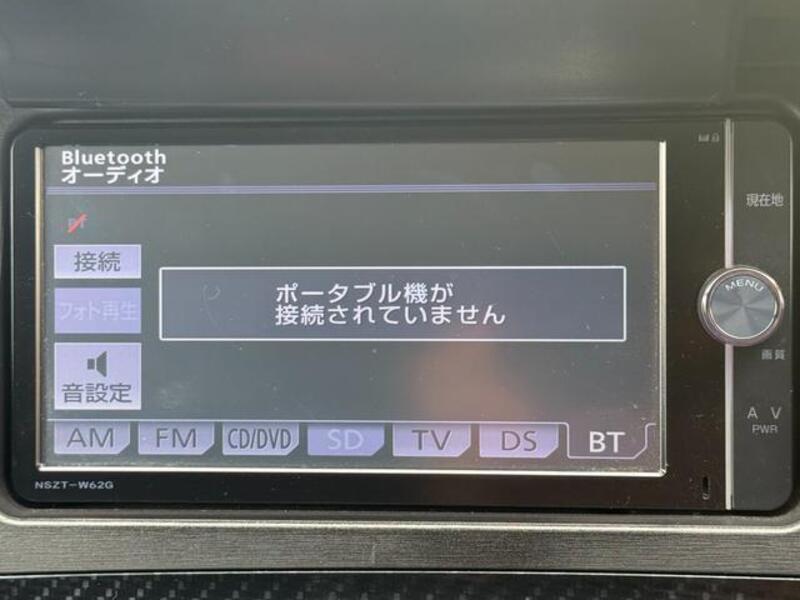 Bluetooth
オーディオ
BT
接続
フォト再生
音設定
ポータブル機が
接続されていません
AM FM CD/DVD SD TV DS BT
NSZT-W62G
現在地
MENU
画質
A V
PWR